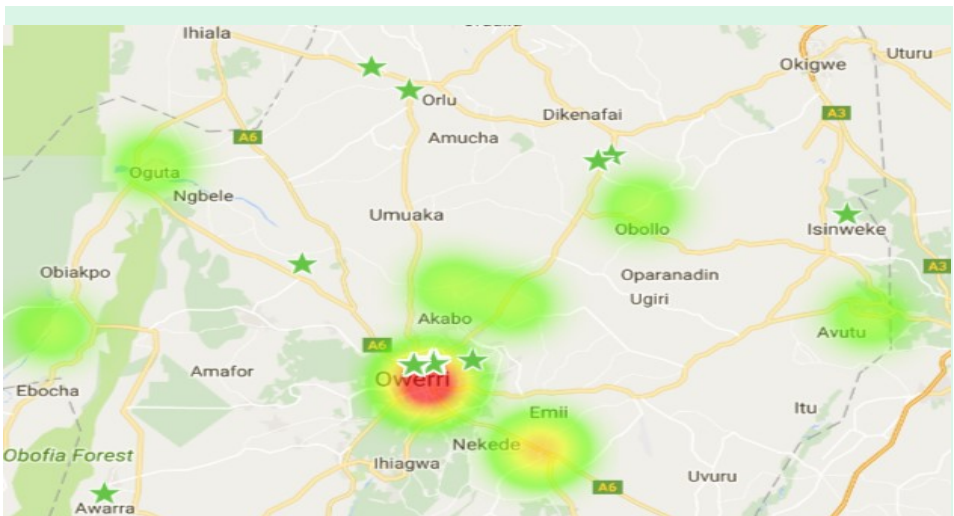 Ihiala
Uturu
Okigwe
Orlu
A3
Dikenafai
A6
Amucha
Oguta
Ngbele
Umuaka
Obollo
Isinweke
Obiakpo
A3
Oparanadin
Ugiri
Akabo
Avutu
A6
Amafor
Owerri
Ebocha
Emii
Itu
Nekede
Obofia Forest
Ihiagwa
Uvuru
A6
Awarra